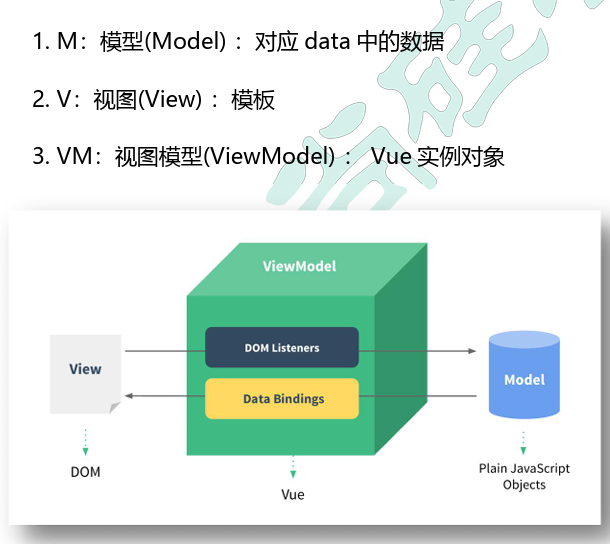 1. M：模型(Model) ：对应 data 中的数据
2. V：视图(View) ：模板
3. VM：视图模型(ViewModel) ： Vue 实例对象
ViewModel
DOM Listeners
View
Model
Data Bindings
DOM
Vue
Plain JavaScript
Objects